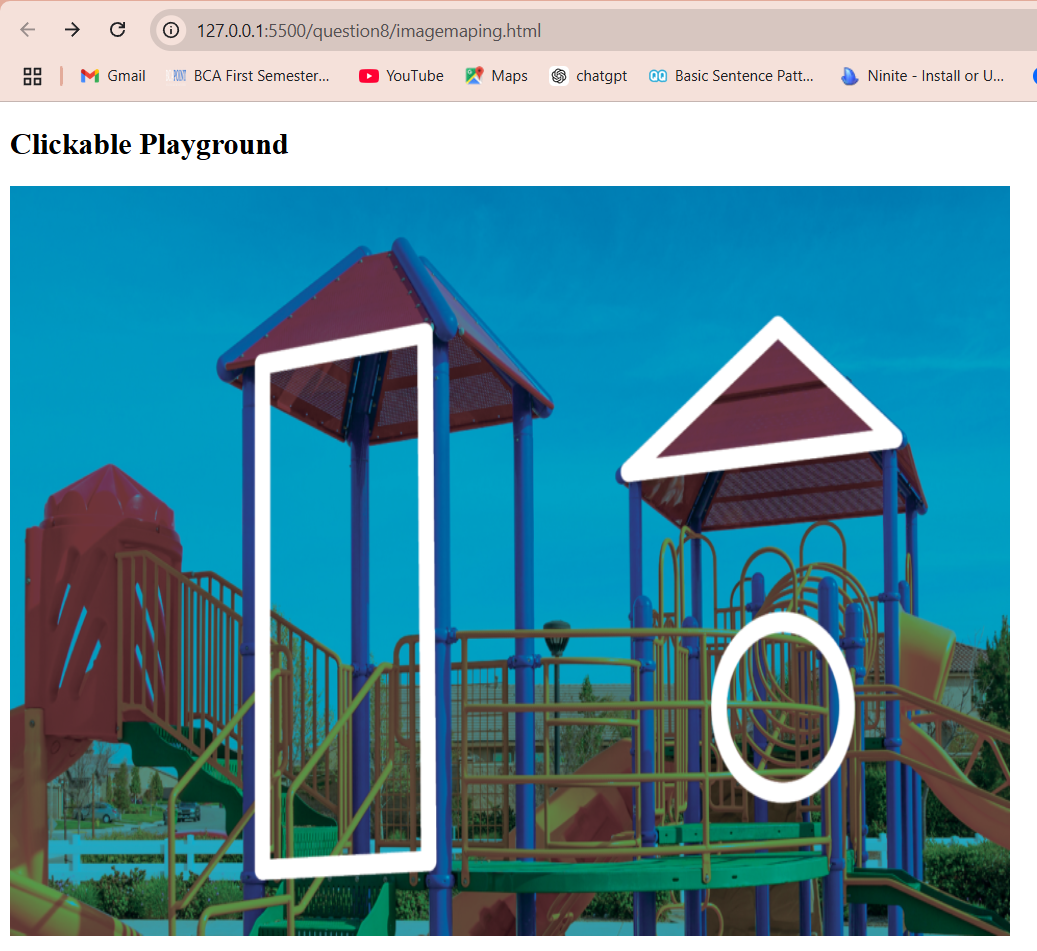 127.0.0.1:5500/question8/imagemaping.html
Gmail BCA First Semester... YouTube Maps chatgpt Basic Sentence Patt... Ninite - Install or U...
Clickable Playground